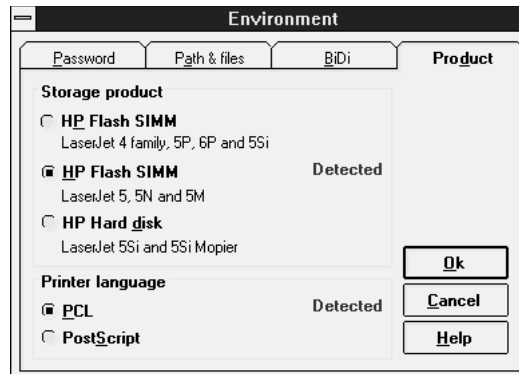 Environment
Password Path & files BiDi Product
Storage product
HP Flash SIMM
LaserJet 4 family, 5P, 6P and 5Si
HP Flash SIMM Detected
LaserJet 5, 5N and 5M
HP Hard disk
LaserJet 5Si and 5Si Mopier
Ok
Printer language
PCL Detected
Cancel
PostScript
Help